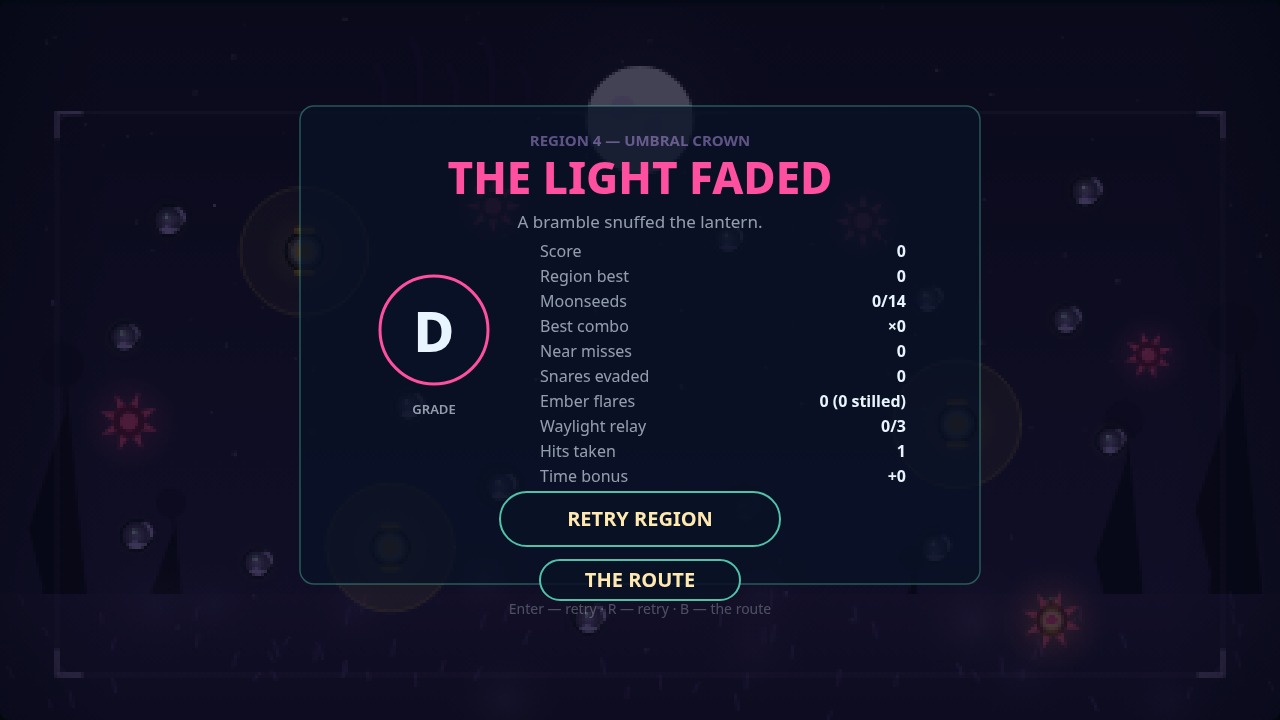 REGION 4 — UMBRAL CROWN
THE LIGHT FADED
A bramble snuffed the lantern.
Score 0
Region best 0
Moonseeds 0/14
Best combo ×0
Near misses 0
Snares evaded 0
Ember flares 0 (0 stilled)
Waylight relay 0/3
Hits taken 1
Time bonus +0
D
GRADE
RETRY REGION
THE ROUTE
Enter — retry · R — retry · B — the route